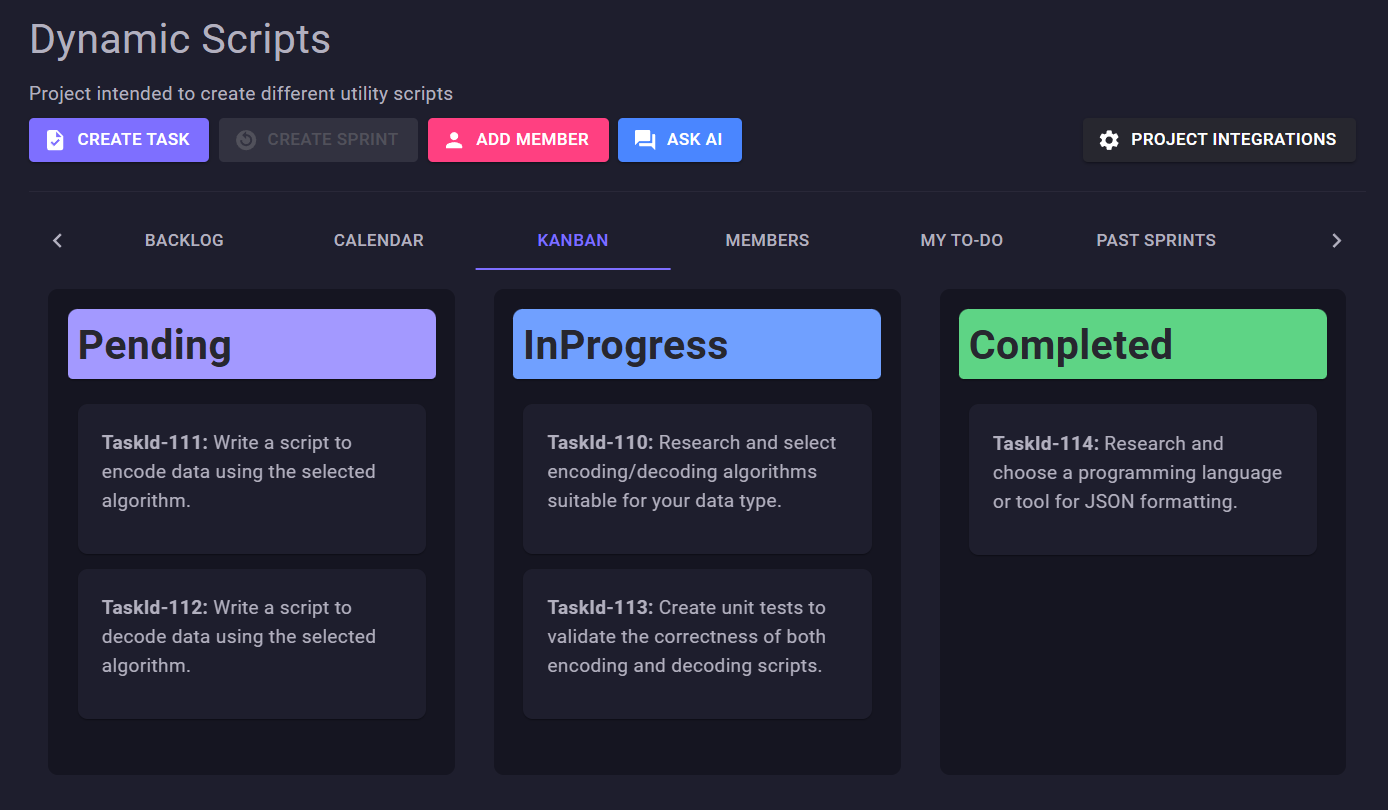 Dynamic Scripts
Project intended to create different utility scripts
CREATE TASK
CREATE SPRINT
ADD MEMBER
ASK AI
PROJECT INTEGRATIONS
BACKLOG
CALENDAR
KANBAN
MEMBERS
MY TO-DO
PAST SPRINTS
Pending
TaskId-111: Write a script to
encode data using the selected
algorithm.
TaskId-112: Write a script to
decode data using the selected
algorithm.
InProgress
TaskId-110: Research and select
encoding/decoding algorithms
suitable for your data type.
TaskId-113: Create unit tests to
validate the correctness of both
encoding and decoding scripts.
Completed
TaskId-114: Research and
choose a programming language
or tool for JSON formatting.